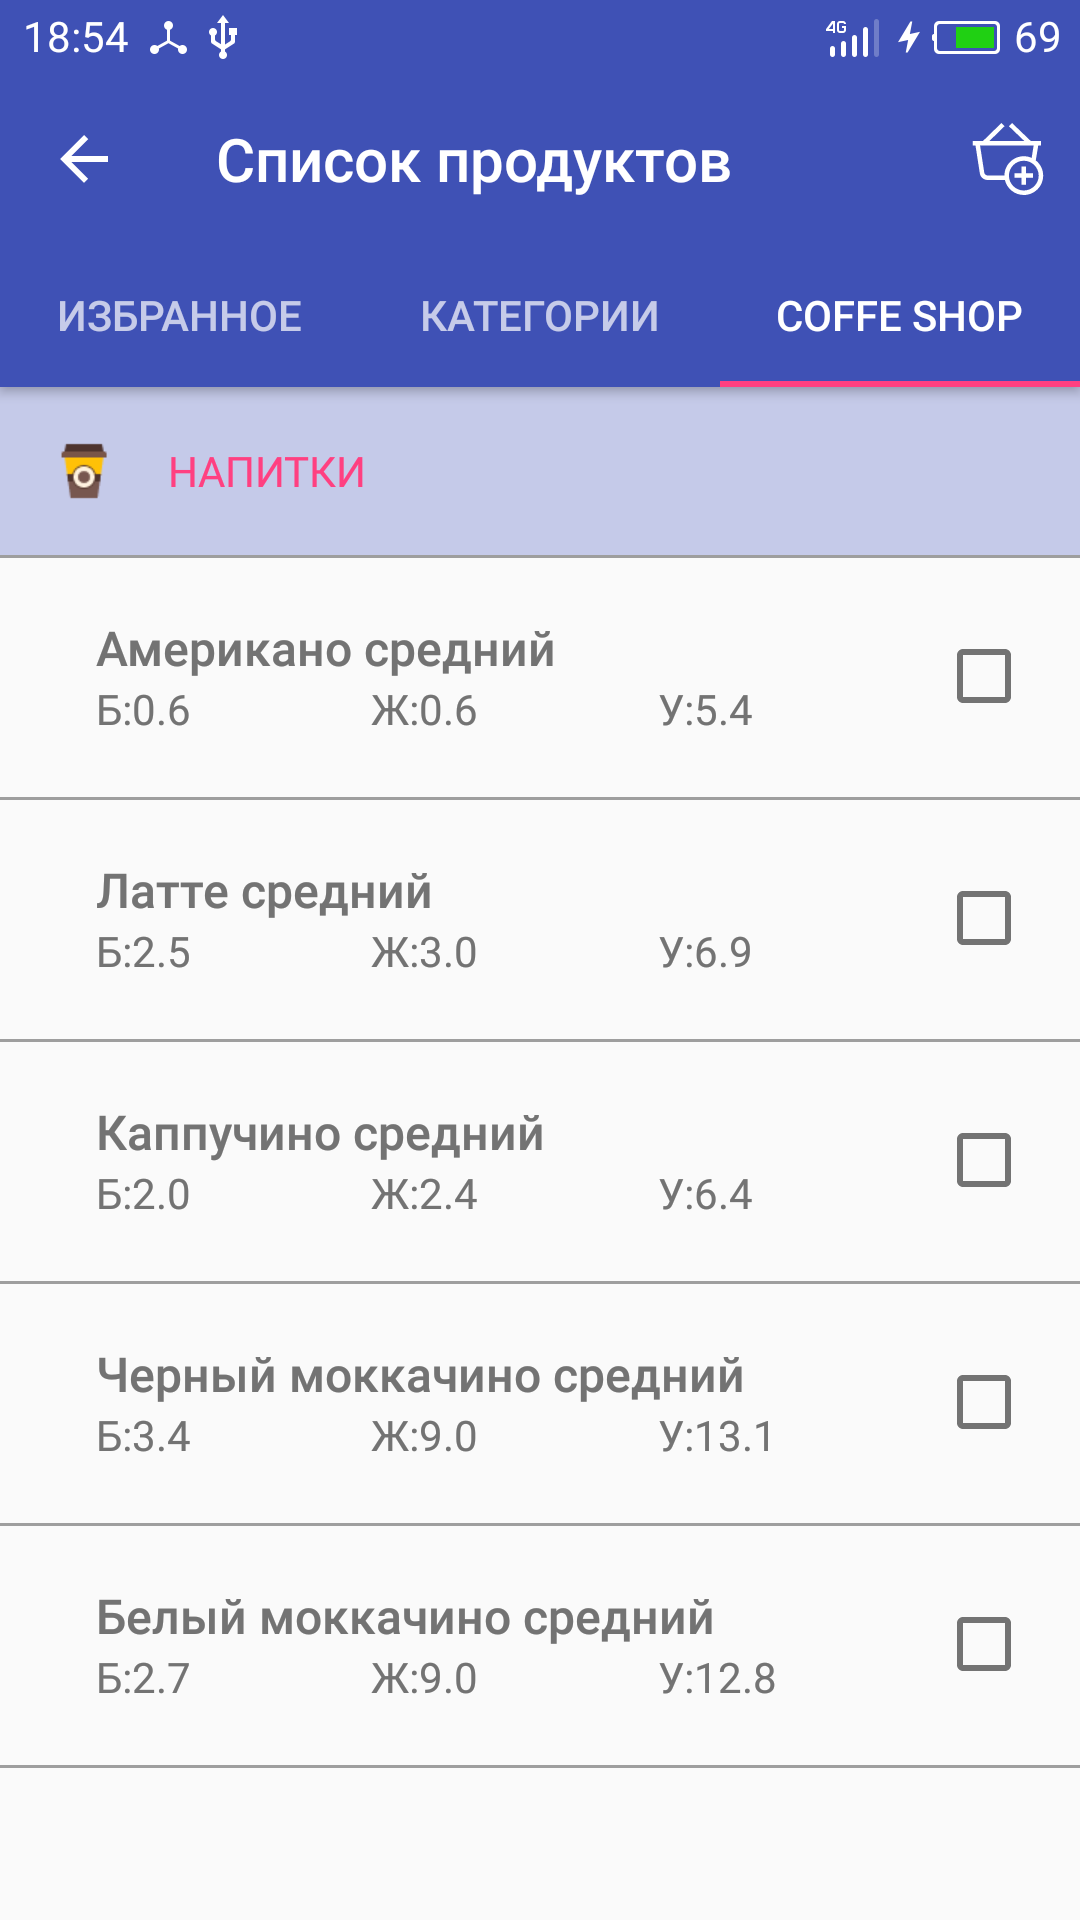 18:54 4G 69
Список продуктов
ИЗБРАННОЕ КАТЕГОРИИ COFFE SHOP
НАПИТКИ
Американо средний
Б:0.6 Ж:0.6 У:5.4
Латте средний
Б:2.5 Ж:3.0 У:6.9
Каппучино средний
Б:2.0 Ж:2.4 У:6.4
Черный моккачино средний
Б:3.4 Ж:9.0 У:13.1
Белый моккачино средний
Б:2.7 Ж:9.0 У:12.8